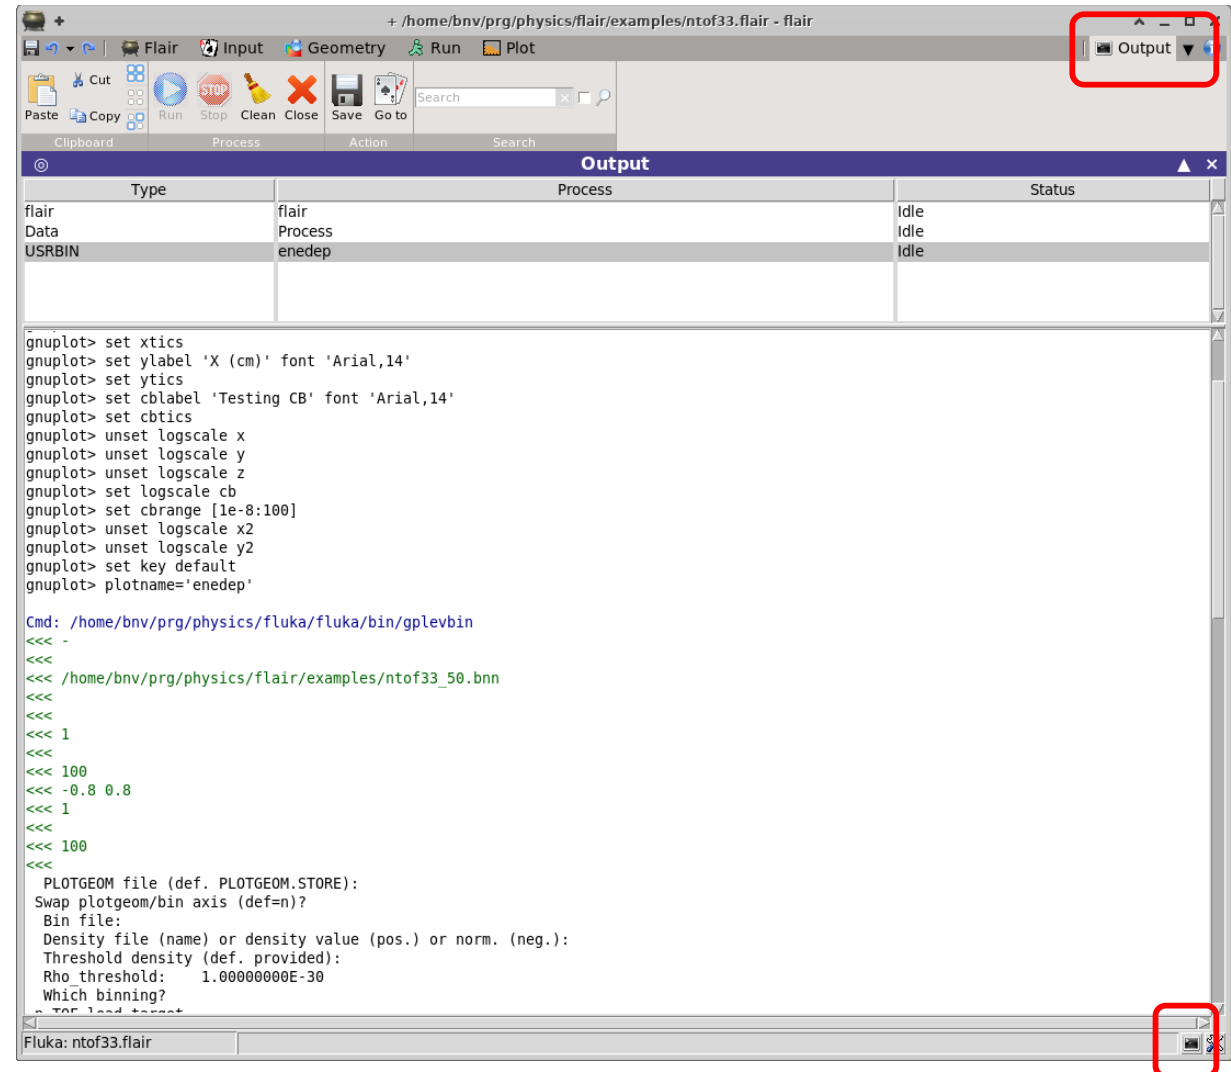 + /home/bnv/prg/physics/flair/examples/ntof33.flair - flair
Flair Input Geometry Run Plot Output
Paste Cut Copy Run Stop Clean Close Save Go to Search
Clipboard Process Action Search
Output
Type Process Status
flair flair Idle
Data Process Idle
USRBIN enedep Idle
gnuplot> set xtics
gnuplot> set ylabel 'X (cm)' font 'Arial,14'
gnuplot> set ytics
gnuplot> set cblabel 'Testing CB' font 'Arial,14'
gnuplot> set cbtics
gnuplot> unset logscale x
gnuplot> unset logscale y
gnuplot> unset logscale z
gnuplot> set logscale cb
gnuplot> set cbrange [1e-8:100]
gnuplot> unset logscale x2
gnuplot> unset logscale y2
gnuplot> set key default
gnuplot> plotname='enedep'
Cmd: /home/bnv/prg/physics/fluka/fluka/bin/gplevbin
<<< -
<<<
<<< /home/bnv/prg/physics/flair/examples/ntof33_50.bnn
<<<
<<<
<<< 1
<<<
<<< 100
<<< -0.8 0.8
<<< 1
<<<
<<< 100
<<<
PLOTGEOM file (def. PLOTGEOM.STORE):
Swap plotgeom/bin axis (def=n)?
Bin file:
Density file (name) or density value (pos.) or norm. (neg.):
Threshold density (def. provided):
Rho_threshold: 1.00000000E-30
Which binning?
n_TOF lead target
Fluka: ntof33.flair